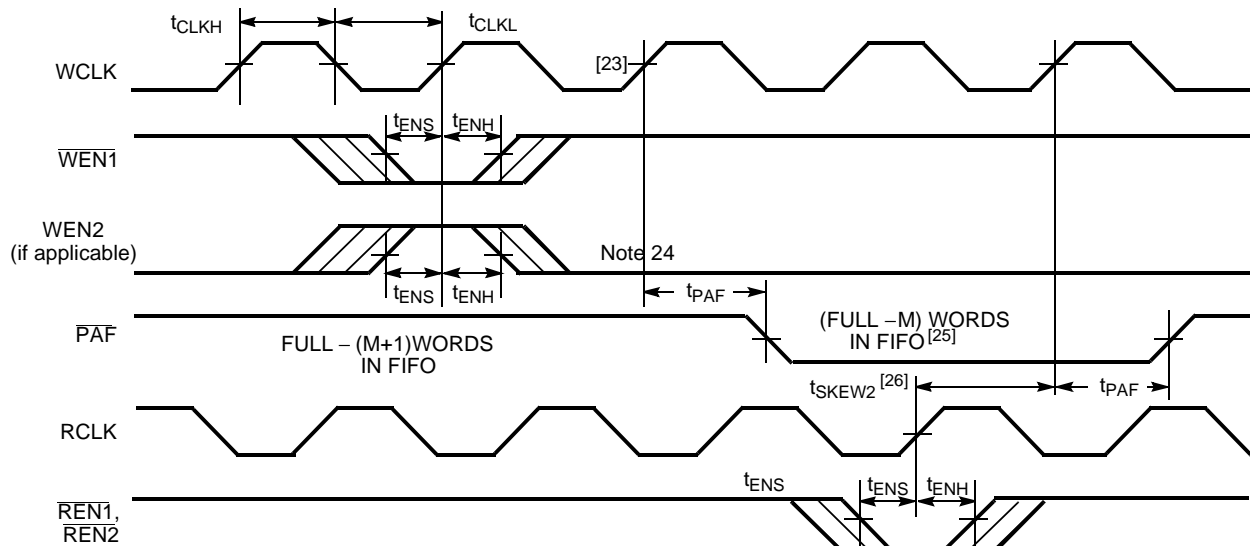 tCLKH
tCLKL
WCLK
[23]
tENS
tENH
WEN1
WEN2
(if applicable)
Note 24
tENS
tENH
tPAF
PAF
FULL – (M+1)WORDS
IN FIFO
(FULL –M) WORDS
IN FIFO[25]
tSKEW2 [26]
tPAF
RCLK
tENS
tENS
tENH
REN1,
REN2